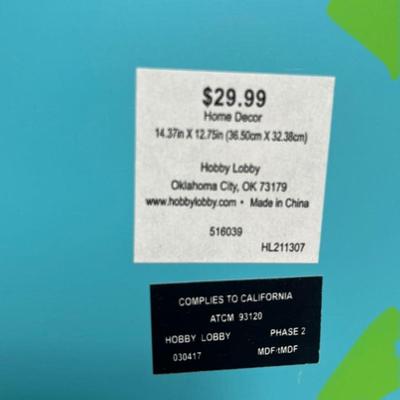 $29.99
Home Decor
14.37in X 12.75in (36.50cm X 32.38cm)
Hobby Lobby
Oklahoma City, OK 73179
www.hobbylobby.com • Made in China
516039
HL211307
COMPLIES TO CALIFORNIA
ATCM 93120
HOBBY LOBBY PHASE 2
030417 MDF-tMDF